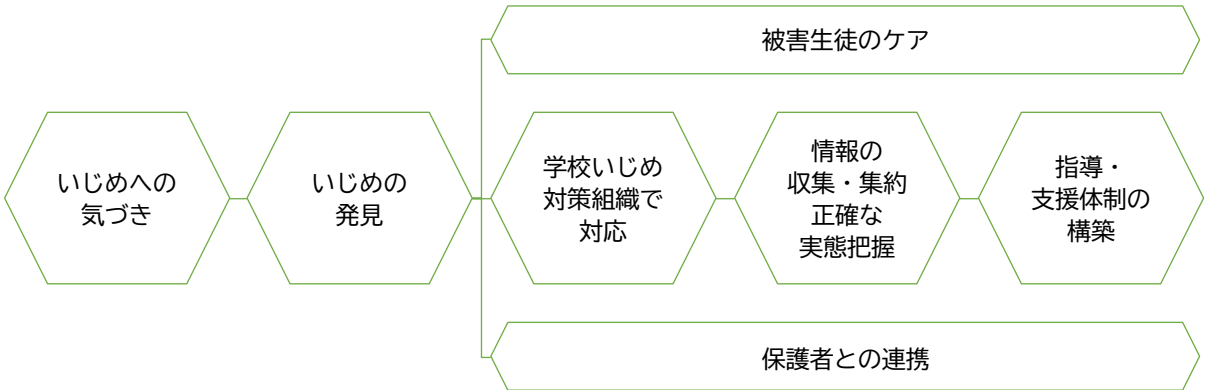 被害生徒のケア
いじめへの
気づき
いじめの
発見
学校いじめ
対策組織で
対応
情報の
収集・集約
正確な
実態把握
指導・
支援体制の
構築
保護者との連携